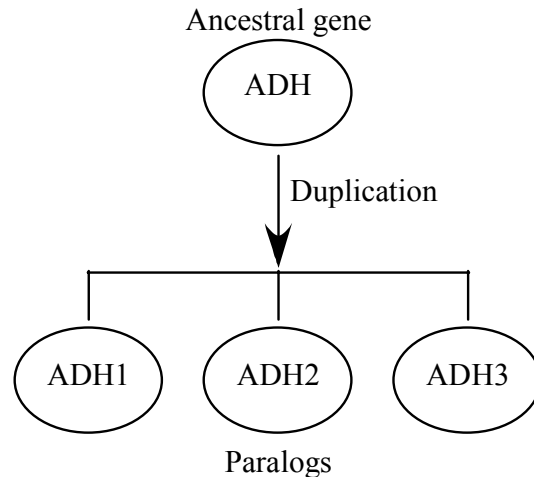 Ancestral gene
ADH
Duplication
ADH1 ADH2 ADH3
Paralogs